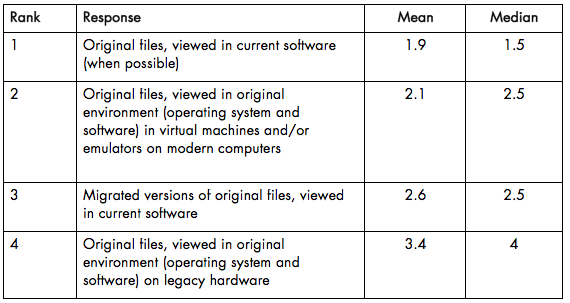 Rank Response Mean Median
1 Original files, viewed in current software 1.9 1.5
(when possible)
2 Original files, viewed in original 2.1 2.5
environment (operating system and
software) in virtual machines and/or
emulators on modern computers
3 Migrated versions of original files, viewed 2.6 2.5
in current software
4 Original files, viewed in original 3.4 4
environment (operating system and
software) on legacy hardware